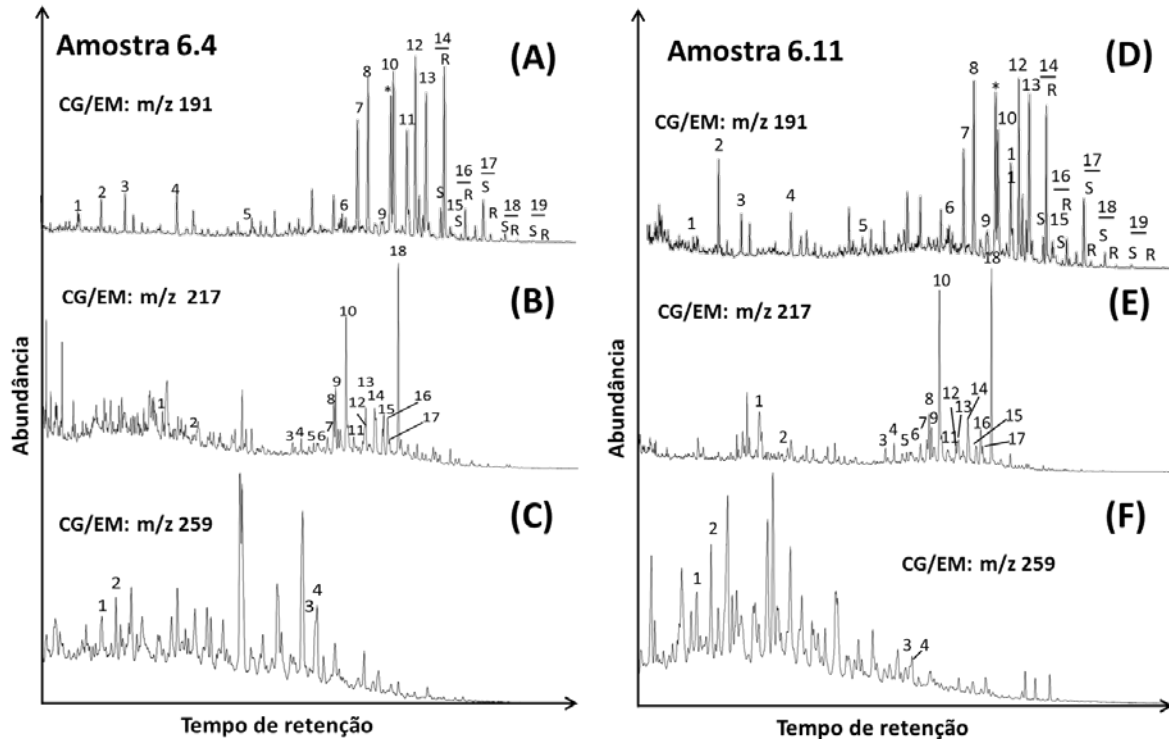 Amostra 6.4
(A)
CG/EM: m/z 191
1
2
3
4
5
6
7
8
9
*
10
11
12
13
14
R
S
15
S
16
R
17
S
R
18
S R
19
S R
(B)
CG/EM: m/z 217
1
2
3 4 5 6
7
8
9
10
11
12
13
14
15
16
17
18
(C)
CG/EM: m/z 259
1
2
3
4
Abundância
Tempo de retenção
Amostra 6.11
(D)
CG/EM: m/z 191
1
2
3
4
5
6
7
8
9
*
10
1
1
12
13
14
R
S
15
S
16
R
17
S
R
18
S
R
19
S
R
(E)
CG/EM: m/z 217
1
2
3 4 5 6
7
8
9
10
11
12
13
14
15
16
17
18
(F)
CG/EM: m/z 259
1
2
3 4
Abundância
Tempo de retenção